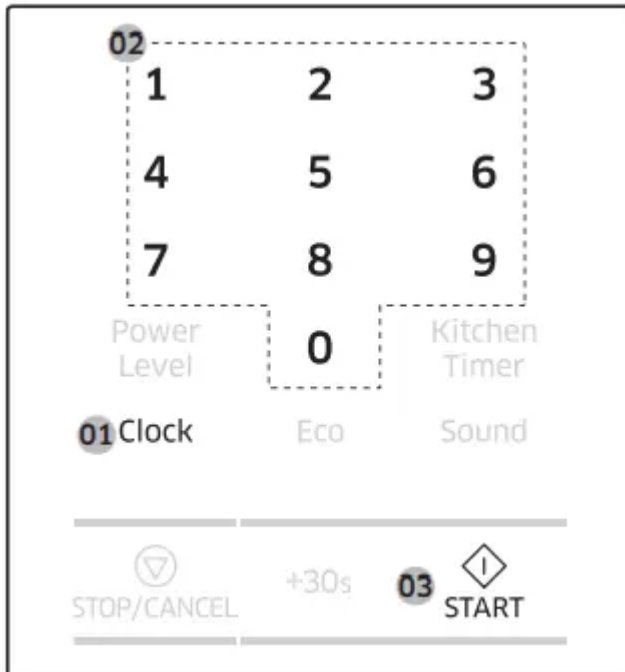 02
1 2 3
4 5 6
7 8 9
Power Level 0 Kitchen Timer
01 Clock Eco Sound
STOP/CANCEL +30s 03 START